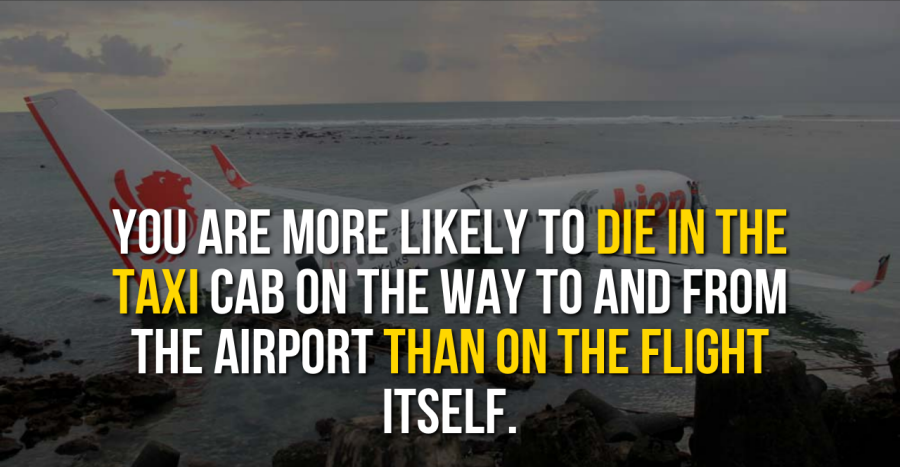 Lion
YOU ARE MORE LIKELY TO DIE IN THE
TAXI CAB ON THE WAY TO AND FROM
THE AIRPORT THAN ON THE FLIGHT
ITSELF.